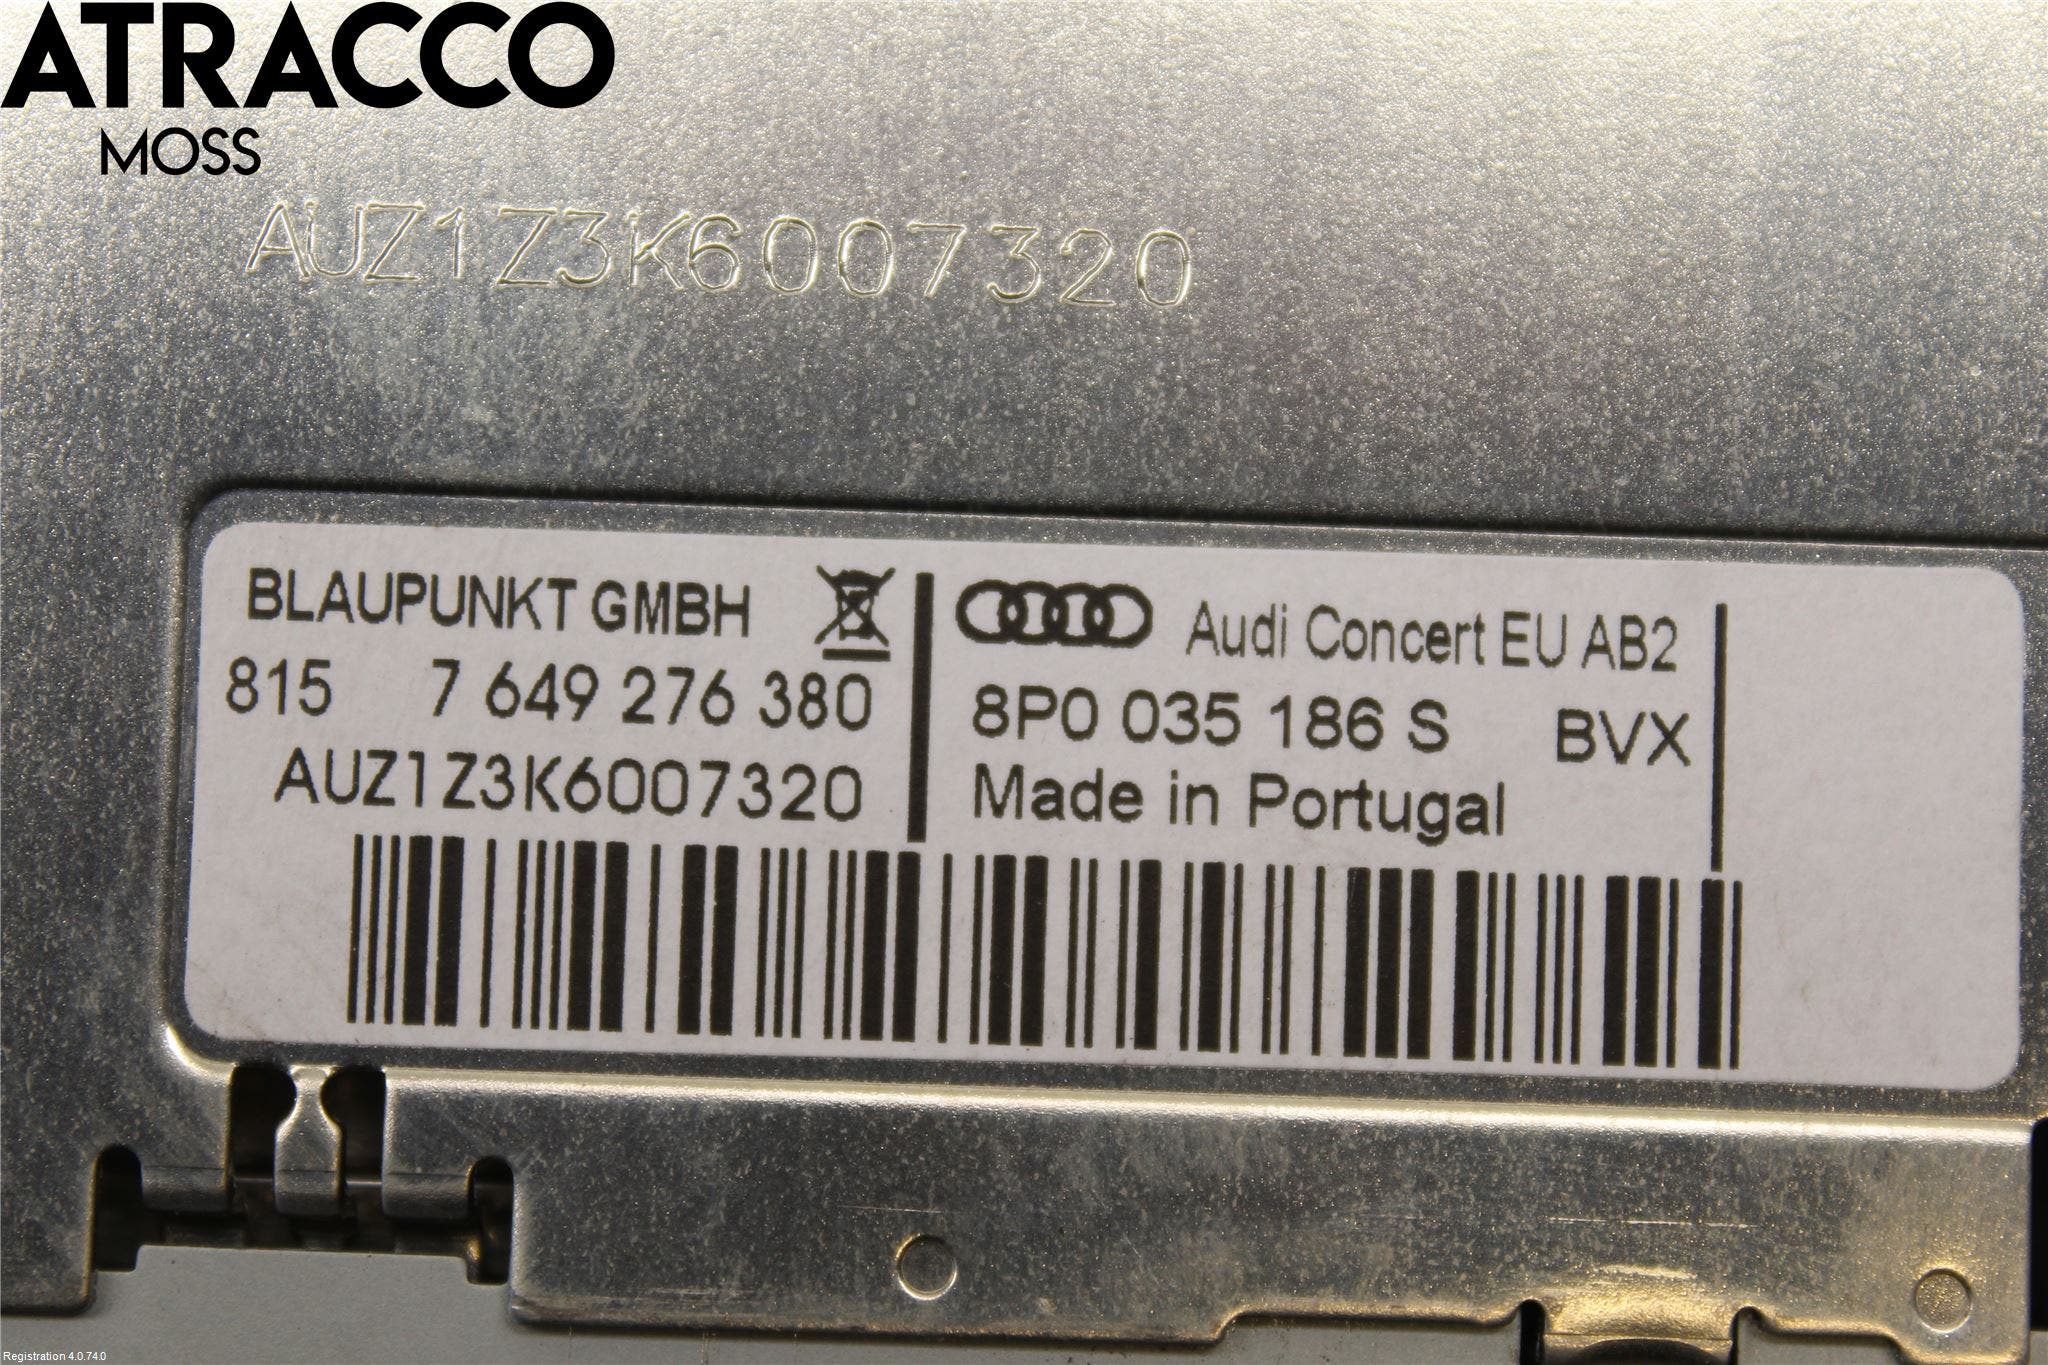 ATRACCO
MOSS
AUZ1Z3K6007320
BLAUPUNKT GMBH
815 7 649 276 380
AUZ1Z3K6007320
Audi Concert EU AB2
8P0 035 186 S BVX
Made in Portugal
Registration 4.0.74.0